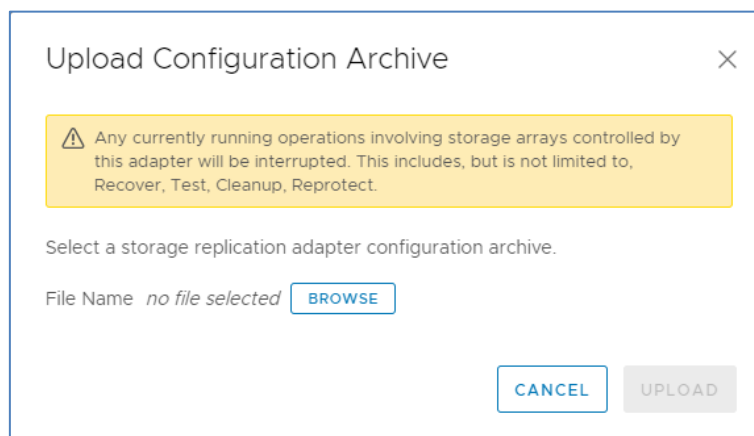 Upload Configuration Archive
Any currently running operations involving storage arrays controlled by
this adapter will be interrupted. This includes, but is not limited to,
Recover, Test, Cleanup, Reprotect.
Select a storage replication adapter configuration archive.
File Name no file selected BROWSE
CANCEL UPLOAD